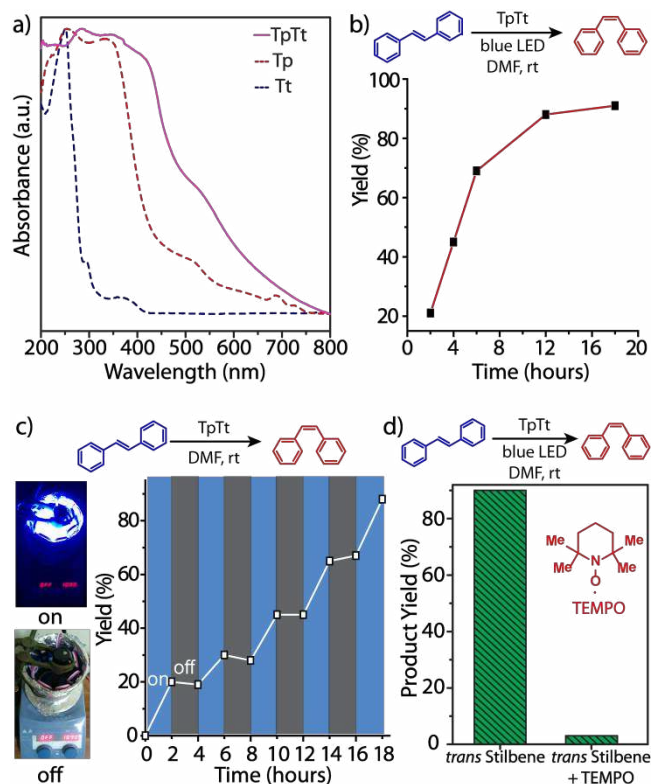 a)
TpTt
Tp
Tt
Absorbance (a.u.)
200 300 400 500 600 700 800
Wavelength (nm)
b)
TpTt
blue LED
DMF, rt
100
80
60
40
20
Yield (%)
0 4 8 12 16 20
Time (hours)
c)
TpTt
DMF, rt
on
off
80
60
40
20
0
Yield (%)
on
off
0 2 4 6 8 10 12 14 16 18
Time (hours)
d)
TpTt
blue LED
DMF, rt
80
60
40
20
0
Product Yield (%)
Me
Me
N
Me
Me
O
·
TEMPO
trans Stilbene
trans Stilbene
+ TEMPO